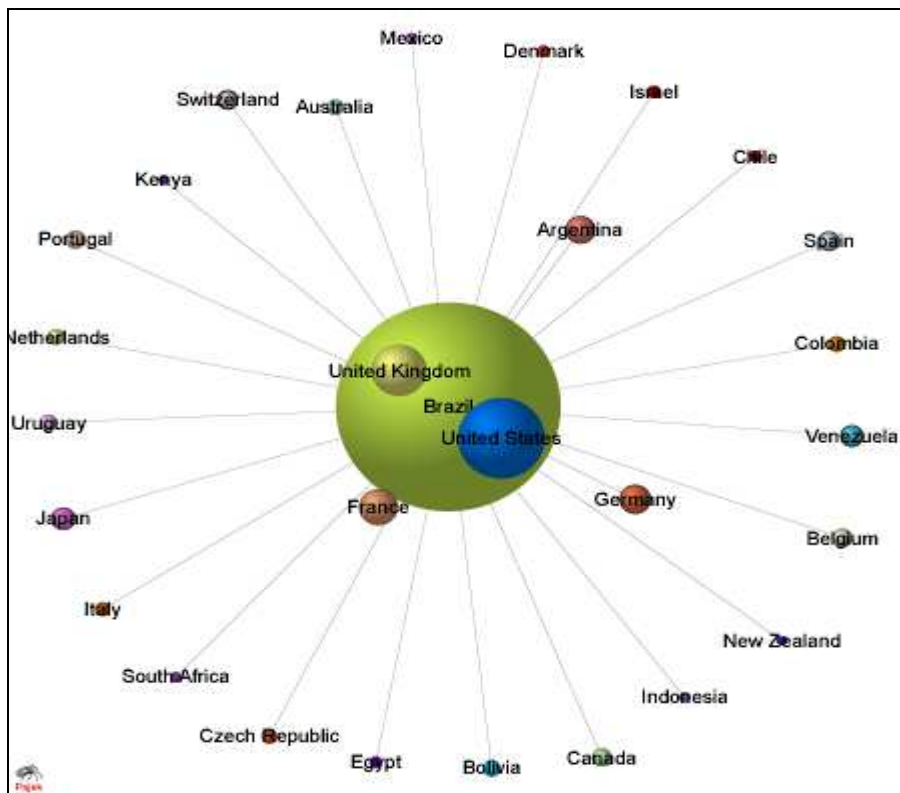 Mexico
Denmark
Switzerland
Australia
Israel
Kenya
Chile
Portugal
Argentina
Spain
Netherlands
Colombia
United Kingdom
Brazil
Uruguay
United States
Venezuela
Japan
France
Germany
Belgium
Italy
New Zealand
South Africa
Indonesia
Czech Republic
Egypt
Bolivia
Canada
Pajek